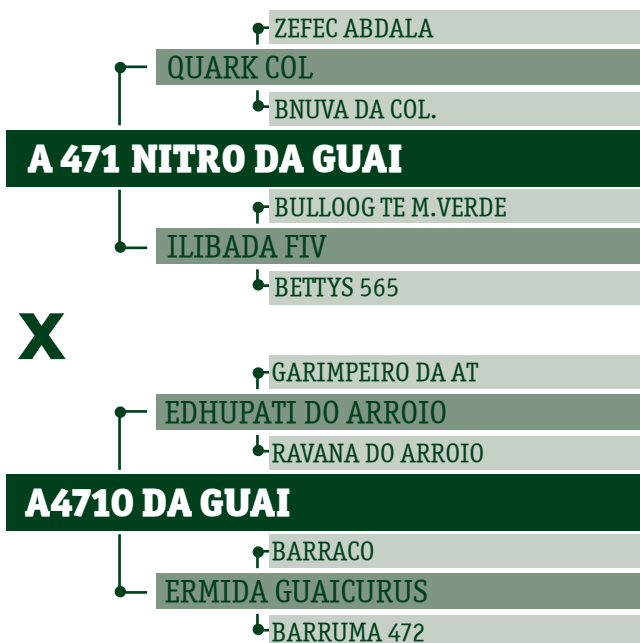 ZEFEC ABDALA
QUARK COL
BNUVA DA COL.
A 471 NITRO DA GUAI
BULLOOG TE M.VERDE
ILIBADA FIV
BETTYS 565
X
GARIMPEIRO DA AT
EDHUPATI DO ARROIO
RAVANA DO ARROIO
A4710 DA GUAI
BARRACO
ERMIDA GUAICURUS
BARRUMA 472